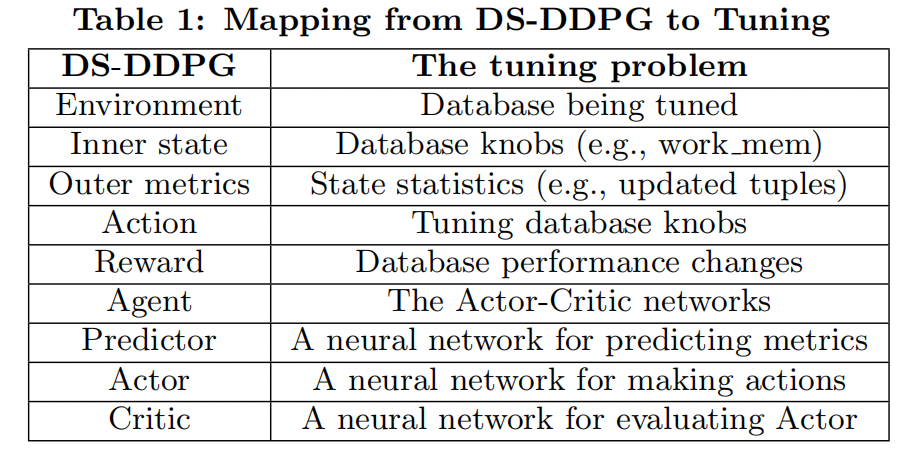 Table 1: Mapping from DS-DDPG to Tuning
DS-DDPG The tuning problem
Environment Database being tuned
Inner state Database knobs (e.g., work_mem)
Outer metrics State statistics (e.g., updated tuples)
Action Tuning database knobs
Reward Database performance changes
Agent The Actor-Critic networks
Predictor A neural network for predicting metrics
Actor A neural network for making actions
Critic A neural network for evaluating Actor